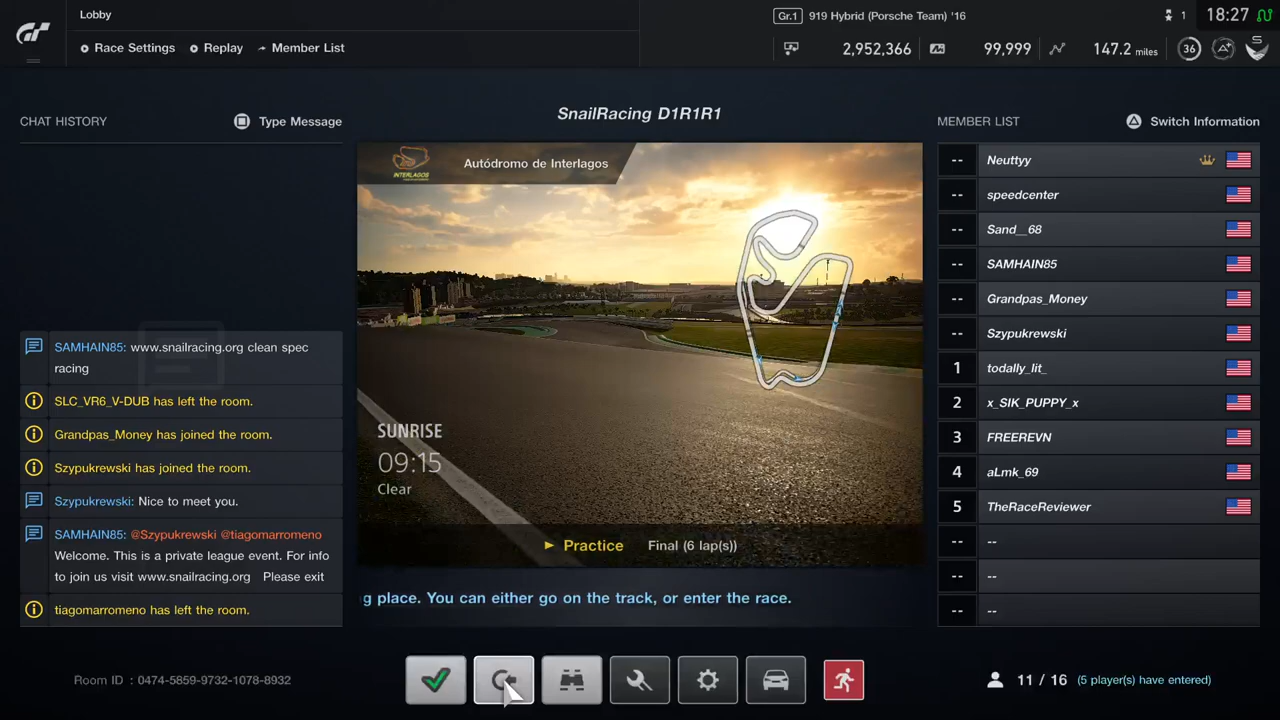 Lobby
Race Settings
Replay
Member List
Gr.1
919 Hybrid (Porsche Team) '16
1
18:27
2,952,366
99,999
147.2 miles
36
A+
S
CHAT HISTORY
Type Message
SAMHAIN85: www.snailracing.org clean spec
racing
SLC_VR6_V-DUB has left the room.
Grandpas_Money has joined the room.
Szypukrewski has joined the room.
Szypukrewski: Nice to meet you.
SAMHAIN85: @Szypukrewski @tiagomarromeno
Welcome. This is a private league event. For info
to join us visit www.snailracing.org Please exit
tiagomarromeno has left the room.
SnailRacing D1R1R1
INTERLAGOS
Autódromo de Interlagos
SUNRISE
09:15
Clear
Practice
Final (6 lap(s))
g place. You can either go on the track, or enter the race.
MEMBER LIST
Switch Information
-- Neuttyy
-- speedcenter
-- Sand__68
-- SAMHAIN85
-- Grandpas_Money
-- Szypukrewski
1 todally_lit_
2 x_SIK_PUPPY_x
3 FREEREVN
4 aLmk_69
5 TheRaceReviewer
-- --
-- --
-- --
Room ID : 0474-5859-9732-1078-8932
11 / 16
(5 player(s) have entered)